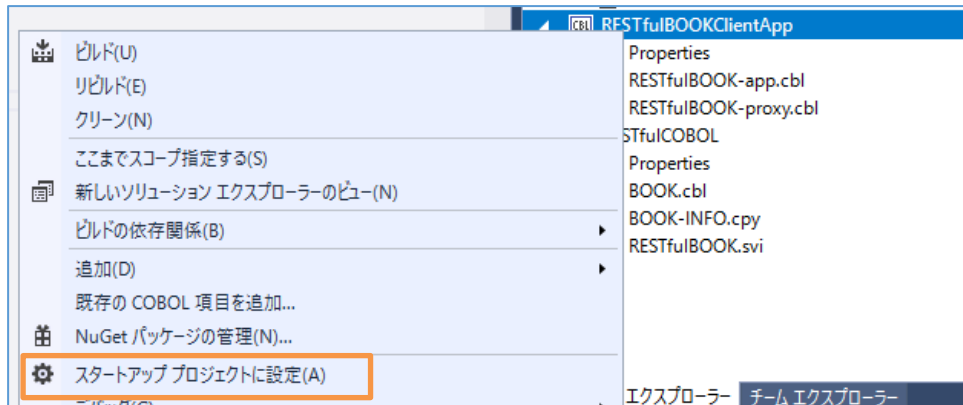 ビルド(U)
リビルド(E)
クリーン(N)
ここまでスコープ指定する(S)
新しいソリューション エクスプローラーのビュー(N)
ビルドの依存関係(B)
追加(D)
既存の COBOL 項目を追加...
NuGet パッケージの管理(N)...
スタートアップ プロジェクトに設定(A)
デバッグ(G)
CBL RESTfulBOOKClientApp
Properties
RESTfulBOOK-app.cbl
RESTfulBOOK-proxy.cbl
STfulCOBOL
Properties
BOOK.cbl
BOOK-INFO.cpy
RESTfulBOOK.svi
エクスプローラー チーム エクスプローラー